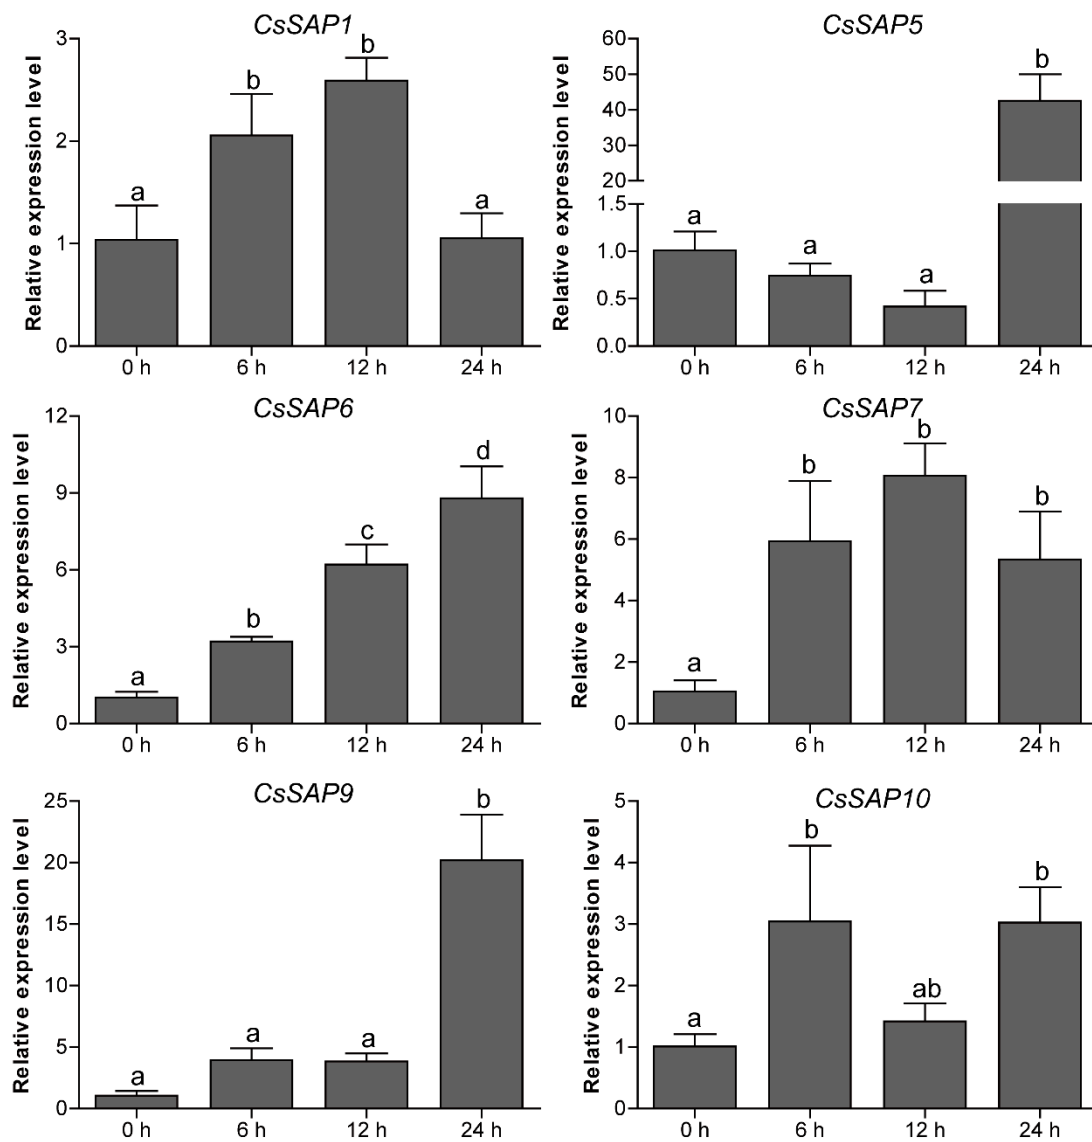 CsSAP1
Relative expression level
3
2
1
0
a
b
b
a
0 h
6 h
12 h
24 h
CsSAP5
Relative expression level
60
50
40
30
20
1.5
1.0
0.5
0.0
a
a
a
b
0 h
6 h
12 h
24 h
CsSAP6
Relative expression level
12
9
6
3
0
a
b
c
d
0 h
6 h
12 h
24 h
CsSAP7
Relative expression level
10
8
6
4
2
0
a
b
b
b
0 h
6 h
12 h
24 h
CsSAP9
Relative expression level
25
20
15
10
5
0
a
a
a
b
0 h
6 h
12 h
24 h
CsSAP10
Relative expression level
5
4
3
2
1
0
a
b
ab
b
0 h
6 h
12 h
24 h